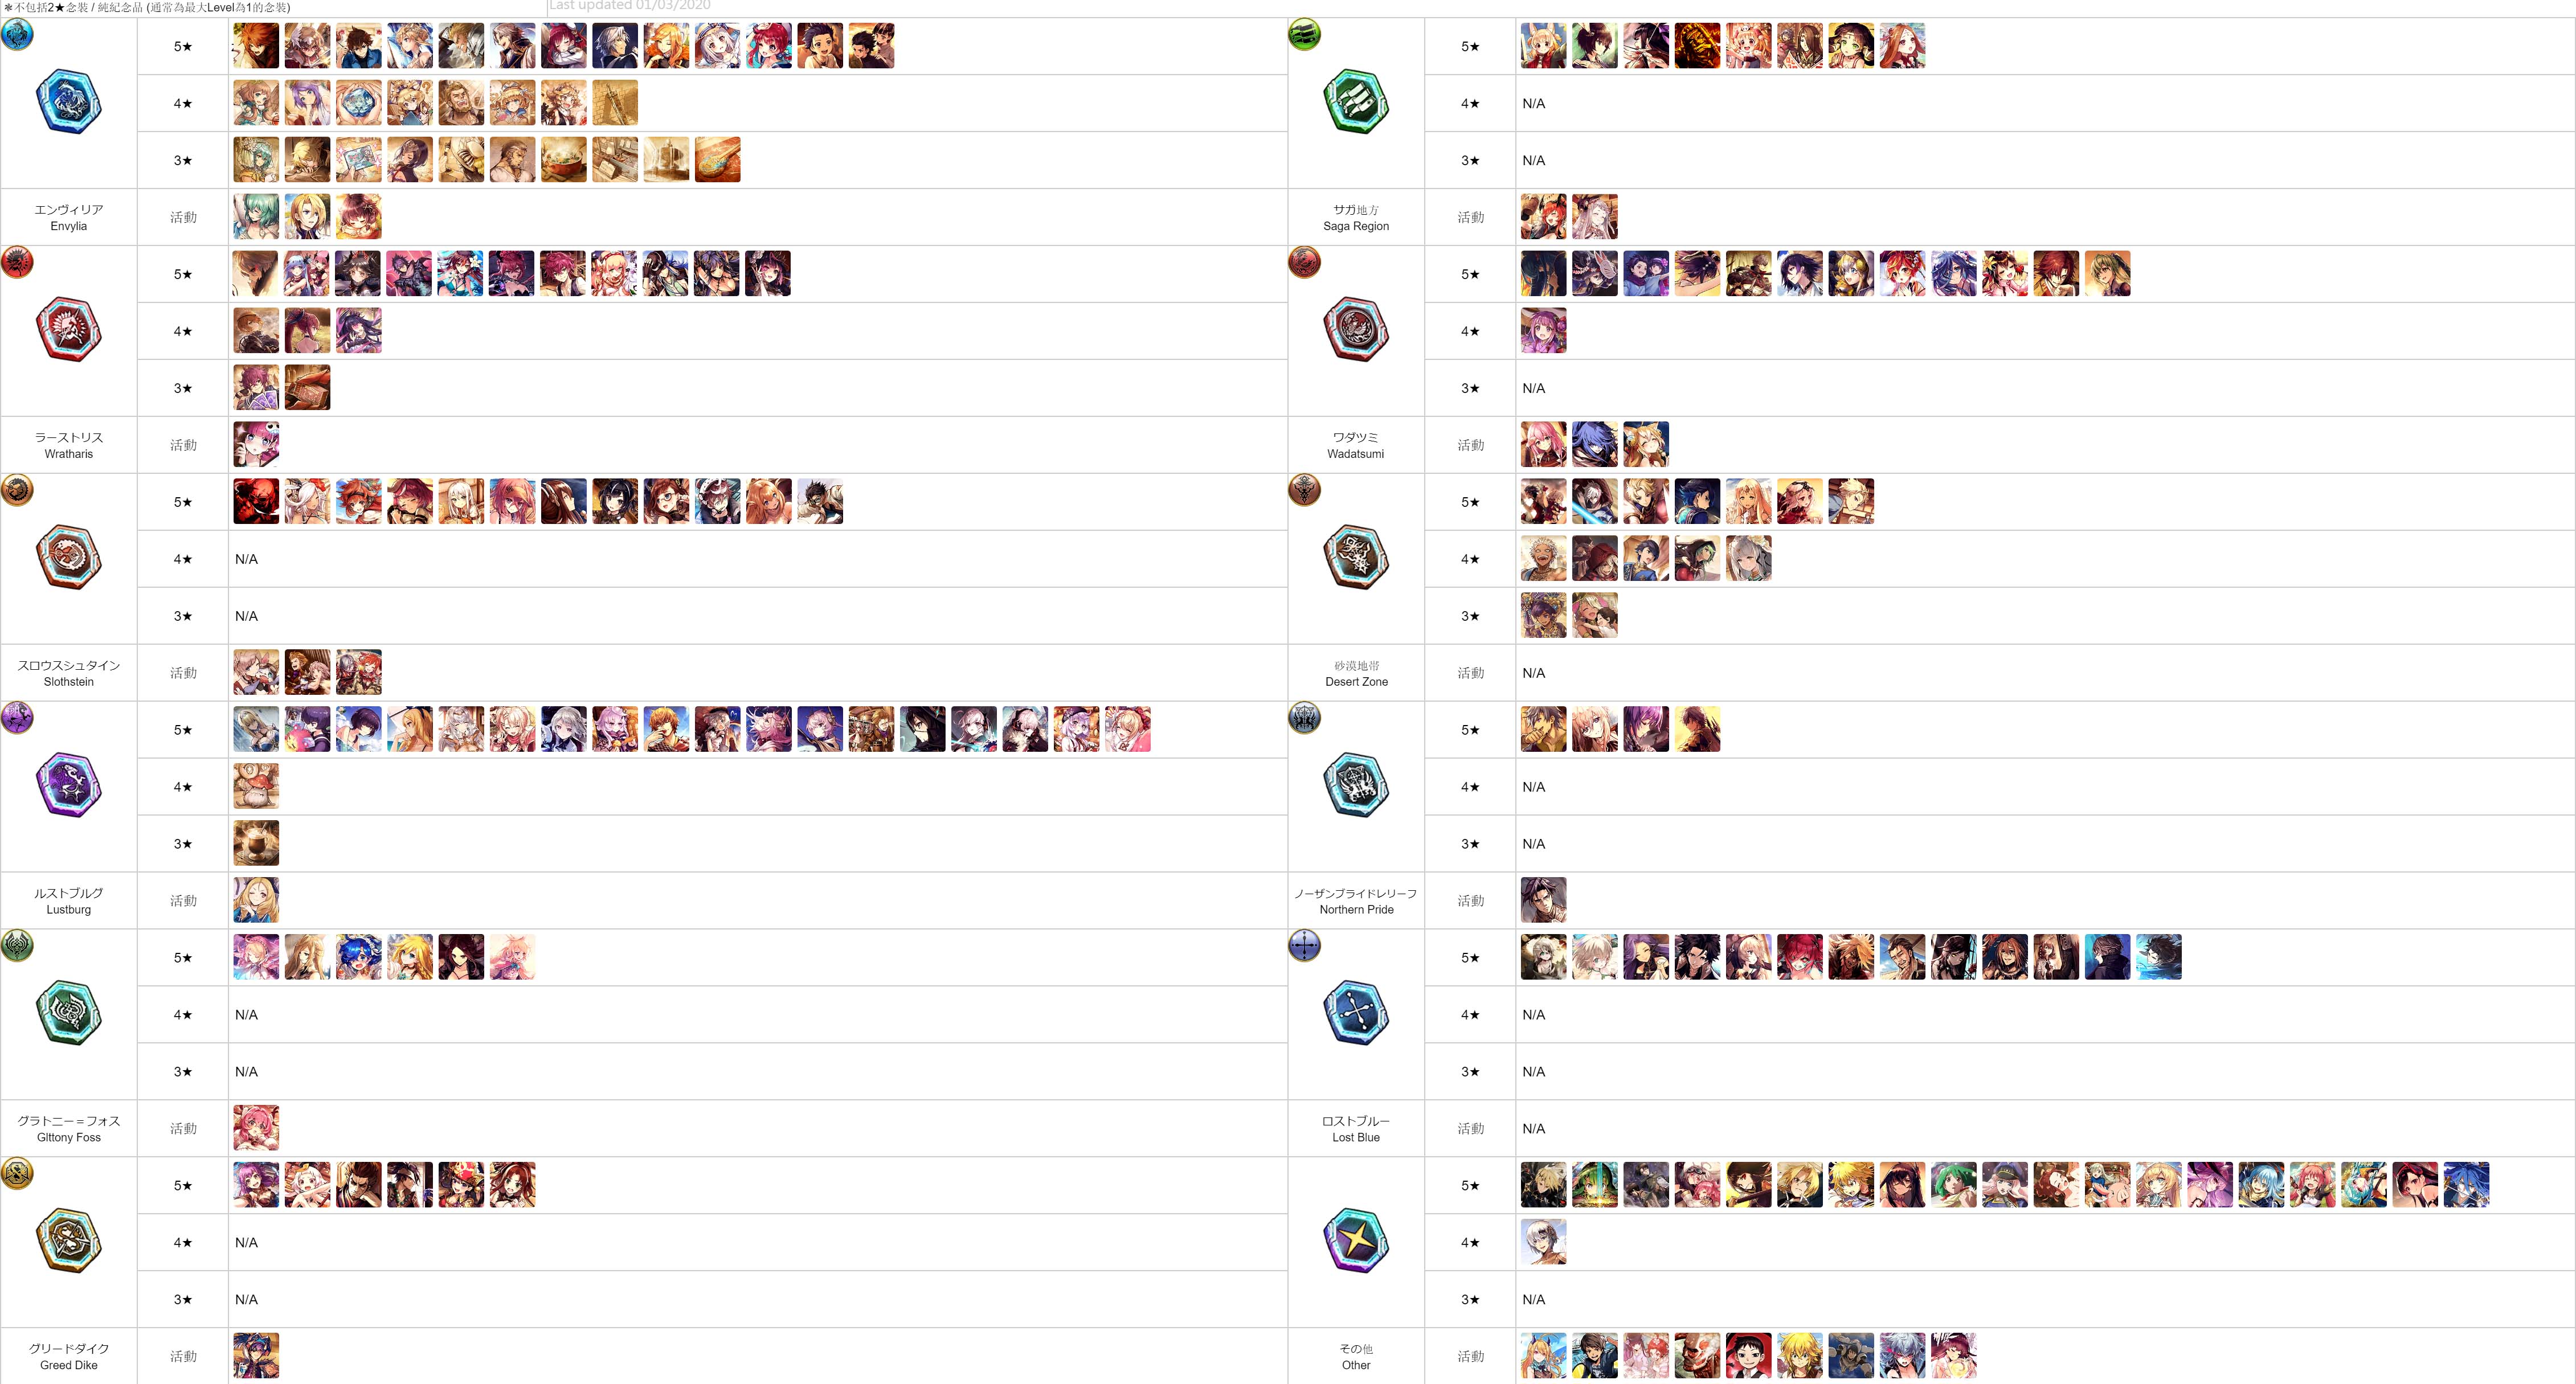 ＊不包括2★念裝 / 純紀念品 (通常為最大Level為1的念裝)
Last updated 01/03/2020
5★
4★
3★
エンヴィリア
Envylia
活動
5★
4★
N/A
3★
N/A
サガ地方
Saga Region
活動
5★
4★
3★
ラーストリス
Wratharis
活動
5★
4★
3★
N/A
ワダツミ
Wadatsumi
活動
5★
4★
N/A
3★
N/A
スロウスシュタイン
Slothstein
活動
5★
4★
3★
砂漠地帯
Desert Zone
活動
N/A
5★
4★
3★
ルストブルグ
Lustburg
活動
5★
4★
N/A
3★
N/A
ノーザンブライドレリーフ
Northern Pride
活動
5★
4★
N/A
3★
N/A
グラトニー＝フォス
Glttony Foss
活動
5★
4★
N/A
3★
N/A
ロストブルー
Lost Blue
活動
N/A
5★
4★
N/A
3★
N/A
グリードダイク
Greed Dike
活動
5★
4★
3★
N/A
その他
Other
活動